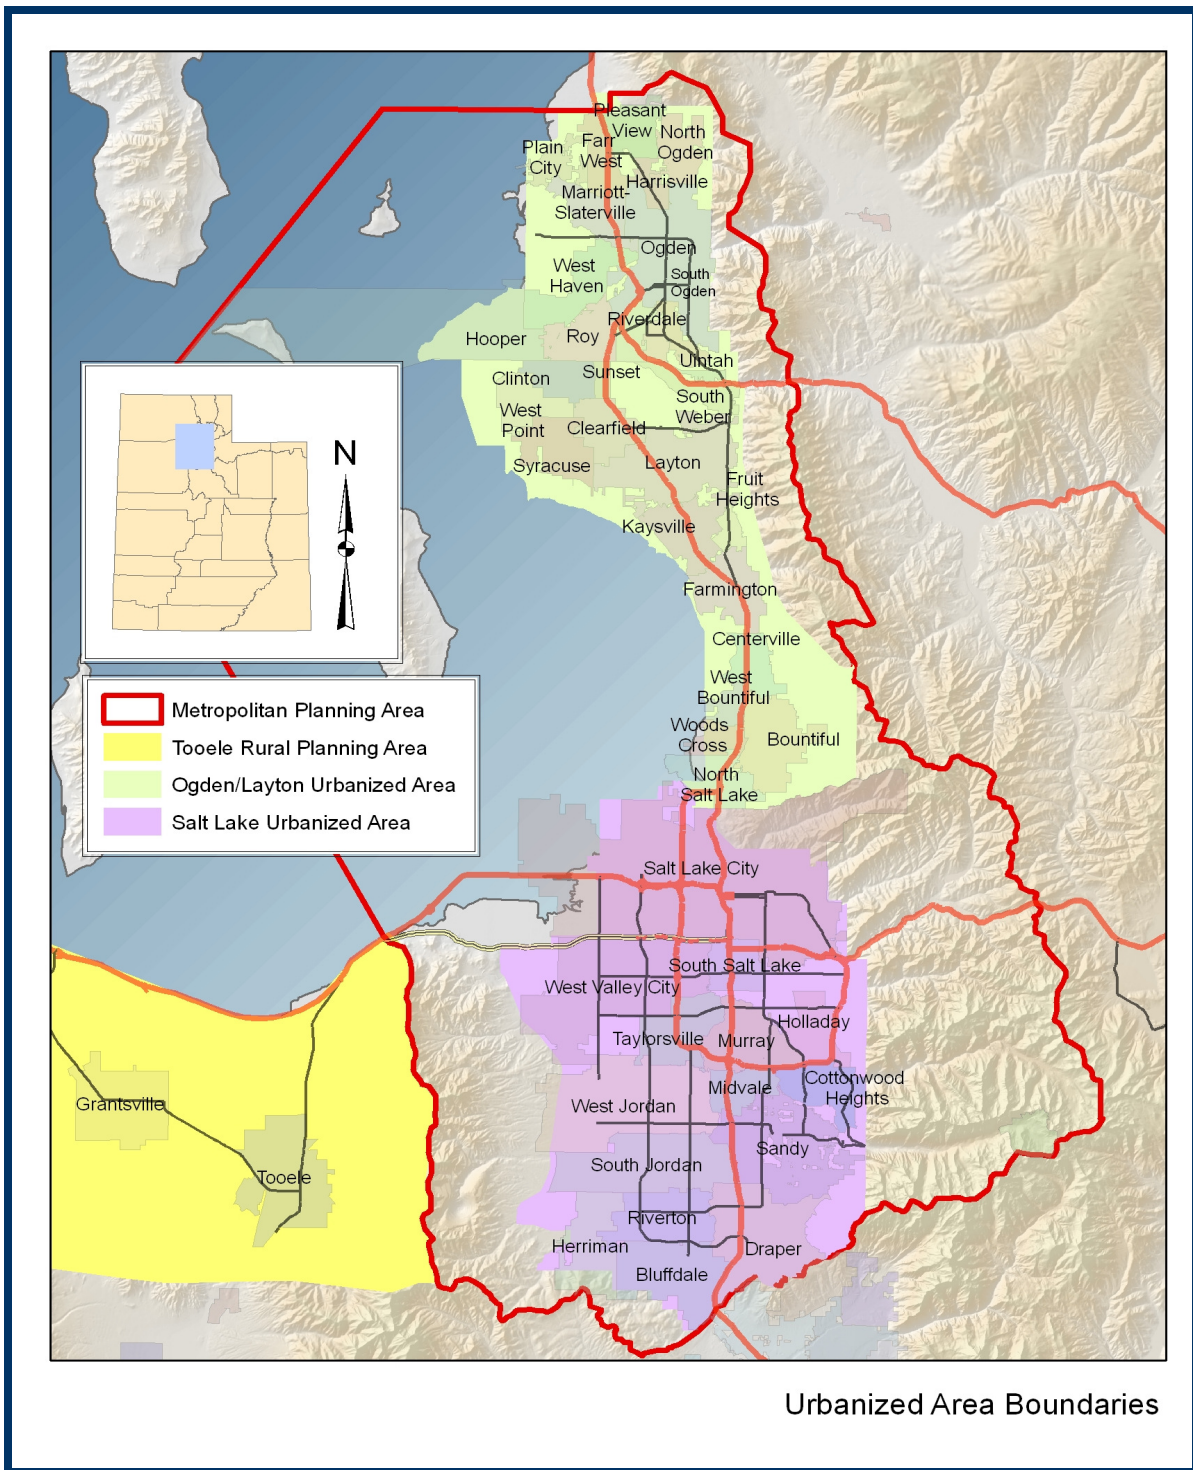 Pleasant
View
North
Ogden
Farr
West
Plain
City
Harrisville
Marriott-
Slaterville
Ogden
West
Haven
South
Ogden
Riverdale
Hooper
Roy
Uintah
Sunset
Clinton
South
Weber
West
Point
Clearfield
Syracuse
Layton
Fruit
Heights
Kaysville
Farmington
Centerville
West
Bountiful
Woods
Cross
Bountiful
North
Salt Lake
N
Metropolitan Planning Area
Tooele Rural Planning Area
Ogden/Layton Urbanized Area
Salt Lake Urbanized Area
Salt Lake City
South Salt Lake
West Valley City
Holladay
Taylorsville
Murray
Midvale
Cottonwood
Heights
West Jordan
Grantsville
Sandy
South Jordan
Tooele
Riverton
Herriman
Draper
Bluffdale
Urbanized Area Boundaries